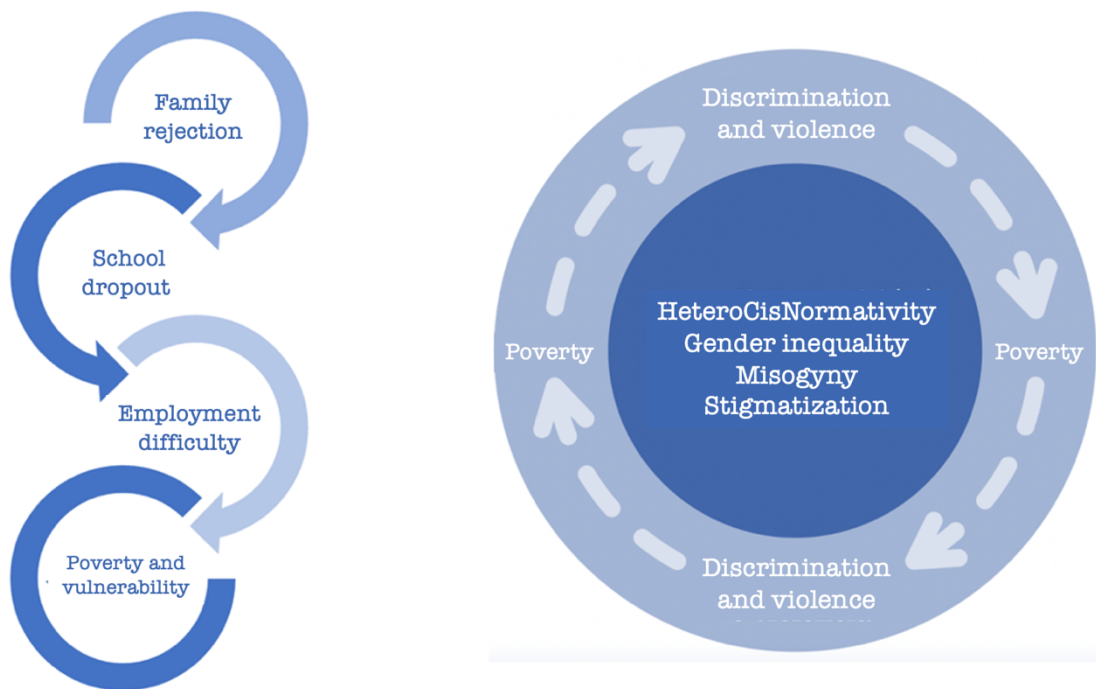 Family
rejection
School
dropout
Employment
difficulty
Poverty and
vulnerability
Discrimination
and violence
Poverty
HeteroCisNormativity
Gender inequality
Misogyny
Stigmatization
Poverty
Discrimination
and violence